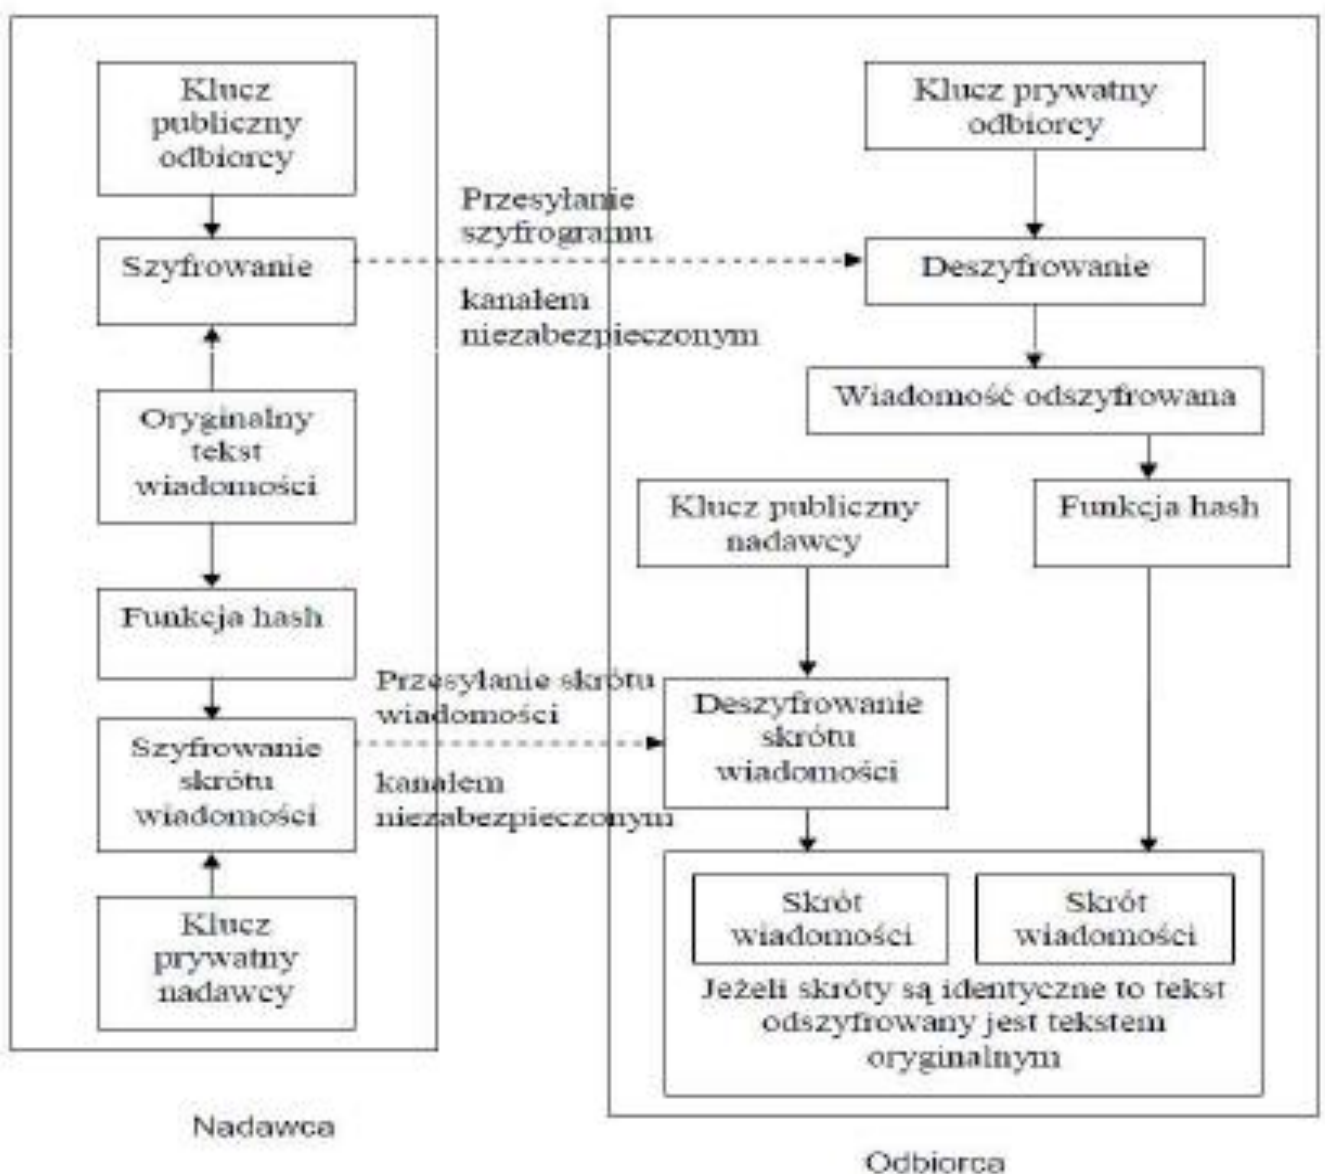 Klucz
publiczny
odbiorcy
Szyfrowanie
Oryginalny
tekst
wiadomości
Funkcja hash
Szyfrowanie
skrótu
wiadomości
Klucz
prywatny
nadawcy
Nadawca
Przesyłanie
szyfrogramu
kanałem
niezabezpieczonym
Przesyłanie skrótu
wiadomości
kanałem
niezabezpieczonym
Klucz prywatny
odbiorcy
Deszyfrowanie
Wiadomość odszyfrowana
Klucz publiczny
nadawcy
Funkcja hash
Deszyfrowanie
skrótu
wiadomości
Skrót
wiadomości
Skrót
wiadomości
Jeżeli skróty są identyczne to tekst
odszyfrowany jest tekstem
oryginalnym
Odbiorca